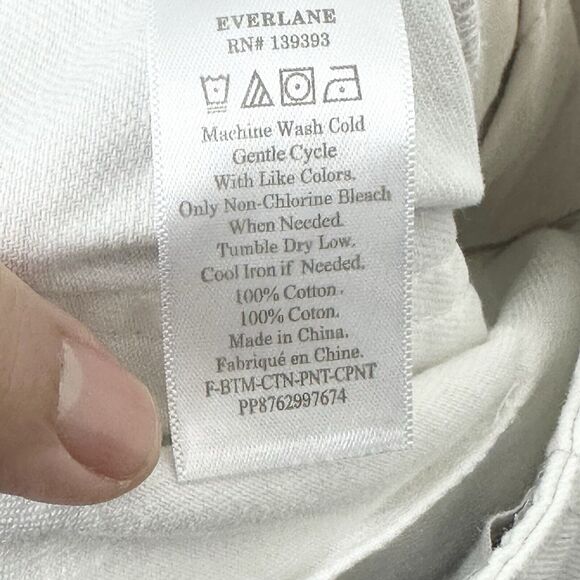 EVERLANE
RN# 139393
Machine Wash Cold
Gentle Cycle
With Like Colors.
Only Non-Chlorine Bleach
When Needed.
Tumble Dry Low.
Cool Iron if Needed.
100% Cotton.
100% Coton.
Made in China.
Fabriqué en Chine.
F-BTM-CTN-PNT-CPNT
PP8762997674